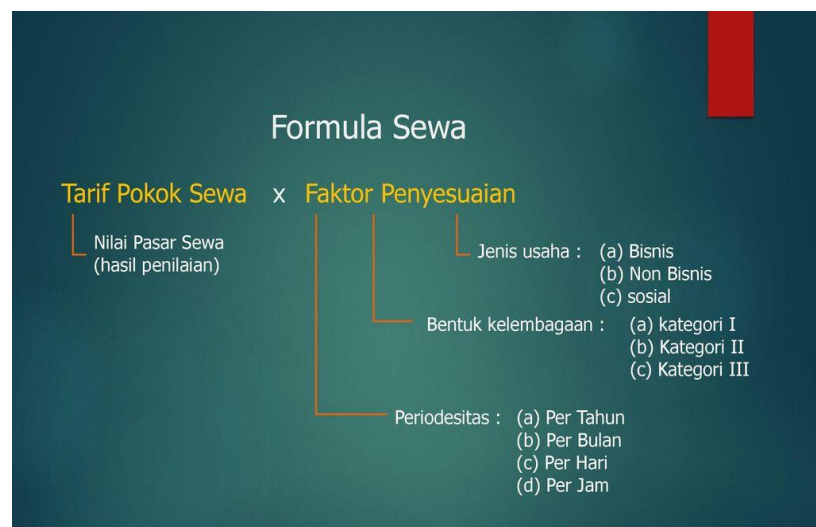 Formula Sewa
Tarif Pokok Sewa x Faktor Penyesuaian
Nilai Pasar Sewa
(hasil penilaian)
Jenis usaha : (a) Bisnis
(b) Non Bisnis
(c) sosial
Bentuk kelembagaan : (a) kategori I
(b) Kategori II
(c) Kategori III
Periodesitas : (a) Per Tahun
(b) Per Bulan
(c) Per Hari
(d) Per Jam